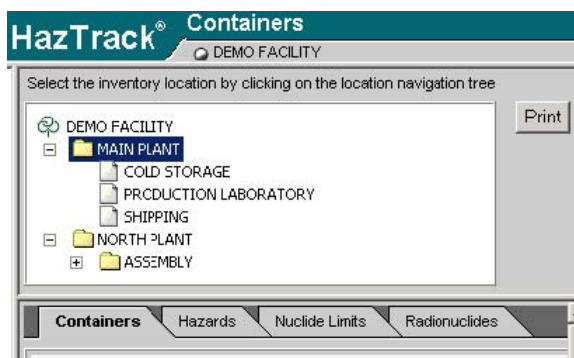 HazTrack® Containers
DEMO FACILITY
Select the inventory location by clicking on the location navigation tree
Print
DEMO FACILITY
MAIN PLANT
COLD STORAGE
PRODUCTION LABORATORY
SHIPPING
NORTH PLANT
ASSEMBLY
Containers Hazards Nuclide Limits Radionuclides